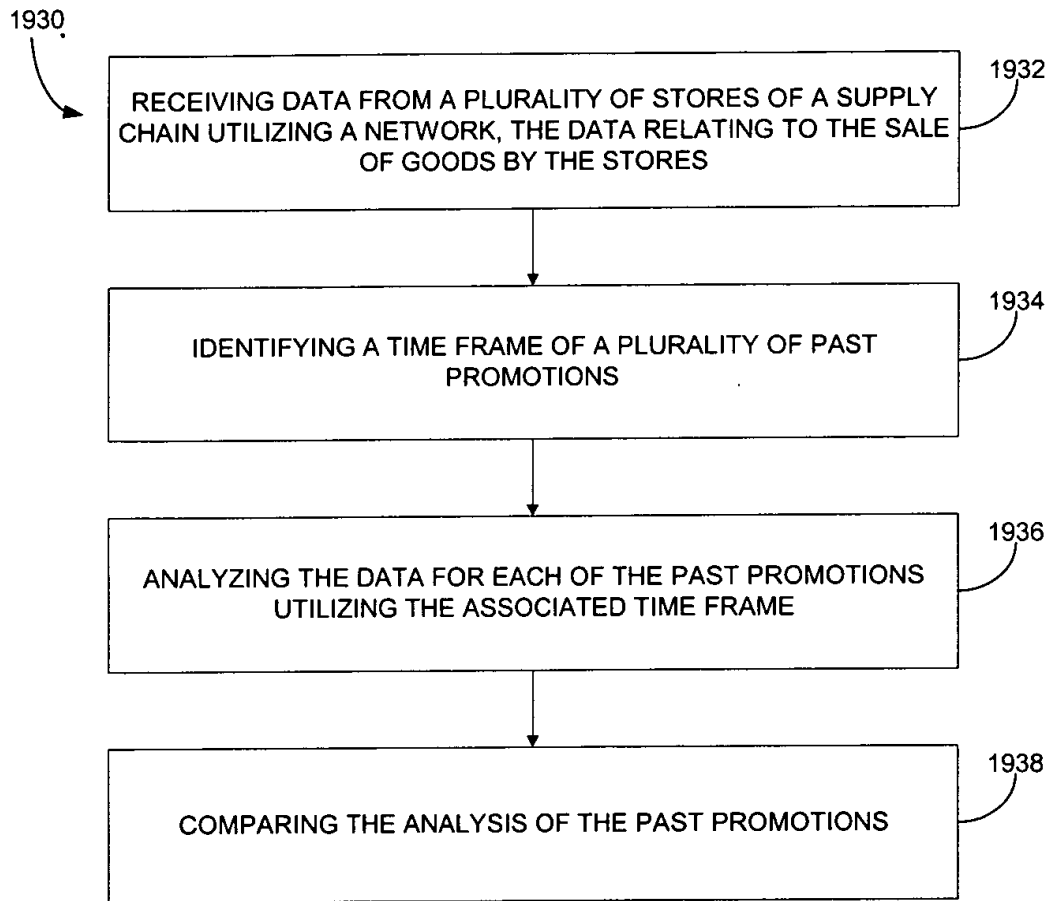 1930
1932
RECEIVING DATA FROM A PLURALITY OF STORES OF A SUPPLY
CHAIN UTILIZING A NETWORK, THE DATA RELATING TO THE SALE
OF GOODS BY THE STORES
1934
IDENTIFYING A TIME FRAME OF A PLURALITY OF PAST
PROMOTIONS
1936
ANALYZING THE DATA FOR EACH OF THE PAST PROMOTIONS
UTILIZING THE ASSOCIATED TIME FRAME
1938
COMPARING THE ANALYSIS OF THE PAST PROMOTIONS